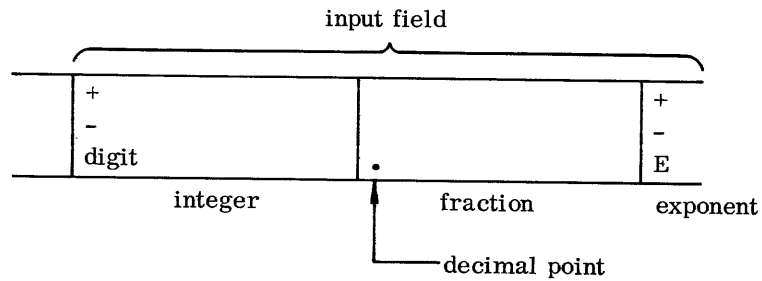 input field
+ +
- -
digit . E
integer fraction exponent
decimal point